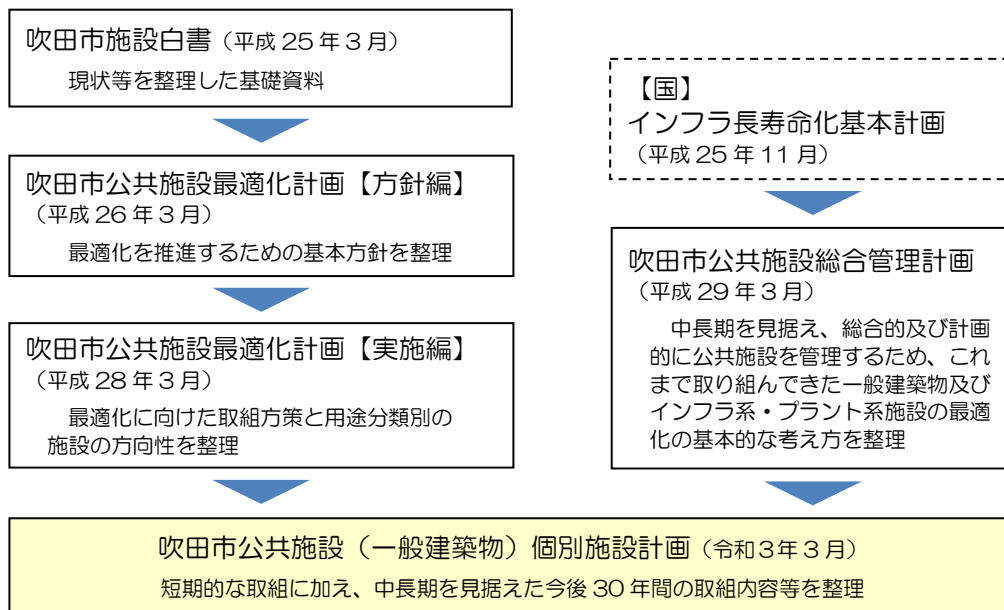 吹田市施設白書（平成25年3月）
現状等を整理した基礎資料
吹田市公共施設最適化計画【方針編】
（平成26年3月）
最適化を推進するための基本方針を整理
吹田市公共施設最適化計画【実施編】
（平成28年3月）
最適化に向けた取組方策と用途分類別の
施設の方向性を整理
【国】
インフラ長寿命化基本計画
（平成25年11月）
吹田市公共施設総合管理計画
（平成29年3月）
中長期を見据え、総合的及び計画
的に公共施設を管理するため、これ
まで取り組んできた一般建築物及び
インフラ系・プラント系施設の最適
化の基本的な考え方を整理
吹田市公共施設（一般建築物）個別施設計画（令和3年3月）
短期的な取組に加え、中長期を見据えた今後30年間の取組内容等を整理